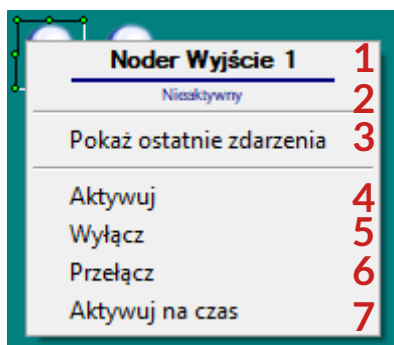 Noder Wyjście 1 1
Nieaktywny 2
Pokaż ostatnie zdarzenia 3
Aktywuj 4
Wyłącz 5
Przełącz 6
Aktywuj na czas 7